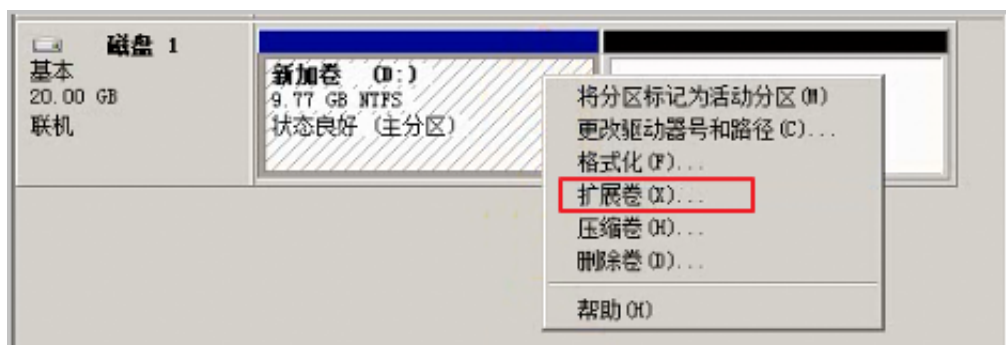 磁盘 1
基本
20.00 GB
联机
新加卷 (D:)
9.77 GB NTFS
状态良好 (主分区)
将分区标记为活动分区(M)
更改驱动器号和路径(C)...
格式化(F)...
扩展卷(X)...
压缩卷(H)...
删除卷(D)...
帮助(H)